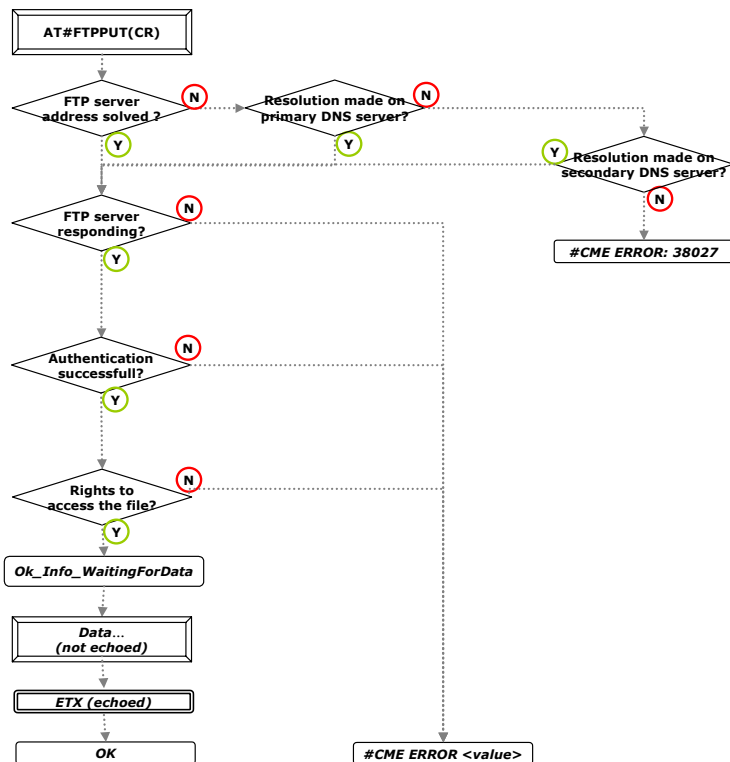 AT#FTPPUT(CR)
FTP server
address solved ?
N
Resolution made on
primary DNS server?
N
Y
Y
Y
Resolution made on
secondary DNS server?
N
#CME ERROR: 38027
FTP server
responding?
N
Y
Authentication
successfull?
N
Y
Rights to
access the file?
N
Y
Ok_Info_WaitingForData
Data...
(not echoed)
ETX (echoed)
OK
#CME ERROR <value>